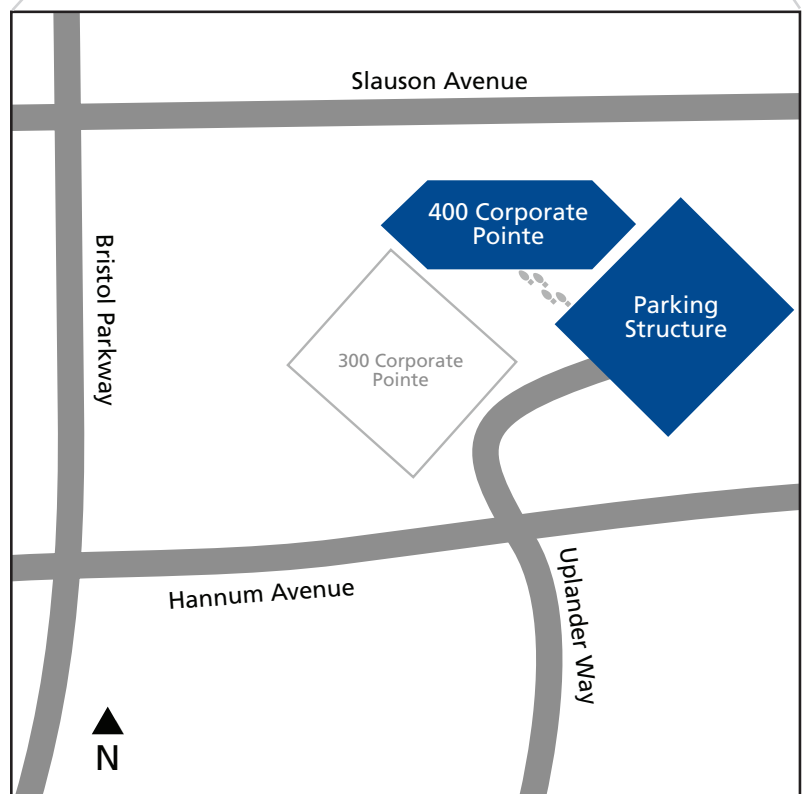 Slauson Avenue
400 Corporate
Pointe
Bristol Parkway
Parking
Structure
300 Corporate
Pointe
Uplander Way
Hannum Avenue
N